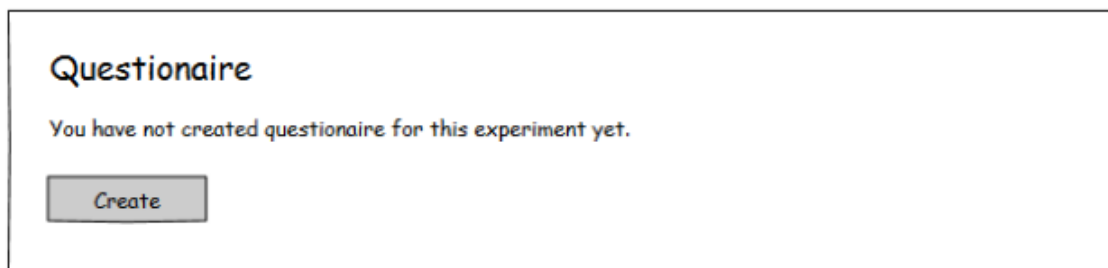 Questionaire
You have not created questionaire for this experiment yet.
Create